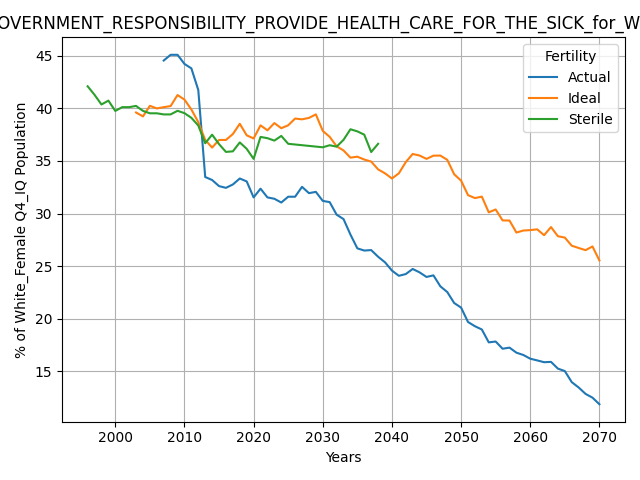 OVERNMENT_RESPONSIBILITY_PROVIDE_HEALTH_CARE_FOR_THE_SICK_for_W
Fertility
Actual
Ideal
Sterile
% of White_Female Q4_IQ Population
45
40
35
30
25
20
15
2000 2010 2020 2030 2040 2050 2060 2070
Years